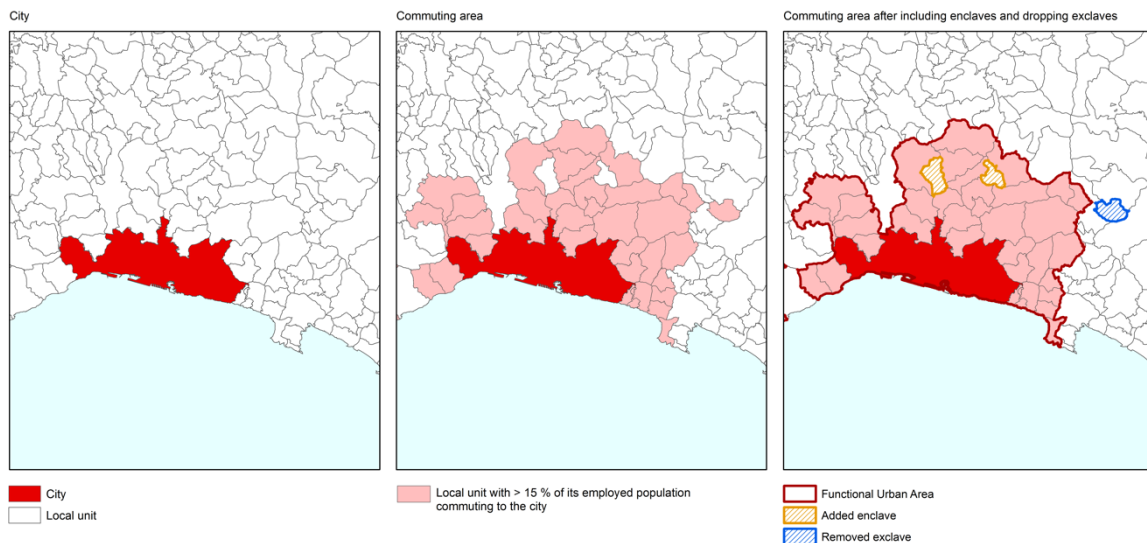 City
Commuting area
Commuting area after including enclaves and dropping exclaves
City
Local unit
Local unit with > 15 % of its employed population
commuting to the city
Functional Urban Area
Added enclave
Removed exclave